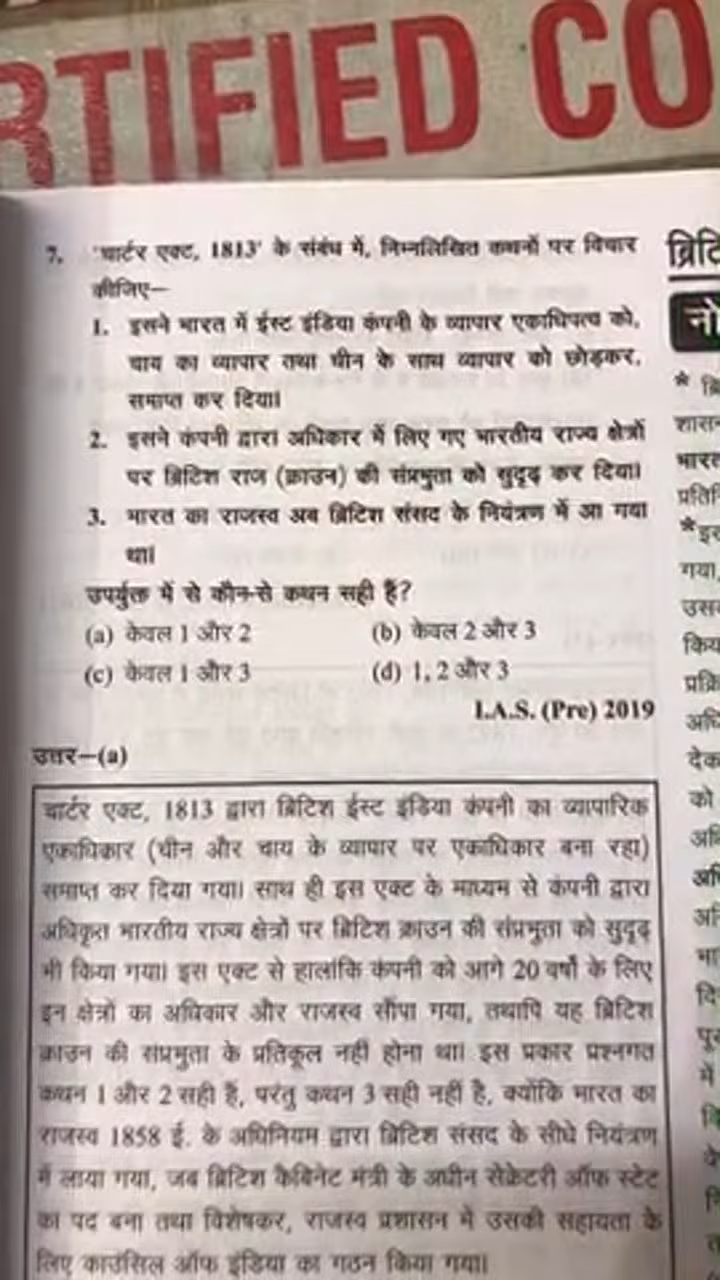 RTIFIED CO
7. 'चार्टर एक्ट, 1813' के संबंध में, निम्नलिखित कथनों पर विचार
कीजिए–
1. इसने भारत में ईस्ट इंडिया कंपनी के व्यापार एकाधिपत्य को,
चाय का व्यापार तथा चीन के साथ व्यापार को छोड़कर,
समाप्त कर दिया।
2. इसने कंपनी द्वारा अधिकार में लिए गए भारतीय राज्य क्षेत्रों
पर ब्रिटिश राज (क्राउन) की संप्रभुता को सुदृढ़ कर दिया।
3. भारत का राजस्व अब ब्रिटिश संसद के नियंत्रण में आ गया
था।
उपर्युक्त में से कौन-से कथन सही हैं?
(a) केवल 1 और 2 (b) केवल 2 और 3
(c) केवल 1 और 3 (d) 1, 2 और 3
I.A.S. (Pre) 2019
उत्तर–(a)
चार्टर एक्ट, 1813 द्वारा ब्रिटिश ईस्ट इंडिया कंपनी का व्यापारिक
एकाधिकार (चीन और चाय के व्यापार पर एकाधिकार बना रहा)
समाप्त कर दिया गया। साथ ही इस एक्ट के माध्यम से कंपनी द्वारा
अधिकृत भारतीय राज्य क्षेत्रों पर ब्रिटिश क्राउन की संप्रभुता को सुदृढ़
भी किया गया। इस एक्ट से हालांकि कंपनी को आगे 20 वर्षों के लिए
इन क्षेत्रों का अधिकार और राजस्व सौंपा गया, तथापि यह ब्रिटिश
क्राउन की संप्रभुता के प्रतिकूल नहीं होना था। इस प्रकार प्रश्नगत
कथन 1 और 2 सही हैं, परंतु कथन 3 सही नहीं है, क्योंकि भारत का
राजस्व 1858 ई. के अधिनियम द्वारा ब्रिटिश संसद के सीधे नियंत्रण
में लाया गया, जब ब्रिटिश कैबिनेट मंत्री के अधीन सेक्रेटरी ऑफ स्टेट
का पद बना तथा विशेषकर, राजस्व प्रशासन में उसकी सहायता के
लिए काउंसिल ऑफ इंडिया का गठन किया गया।
ब्रिटि
नो
शासन
भारत
प्रति
गया,
उस
किय
प्रक्रि
देक
को
में